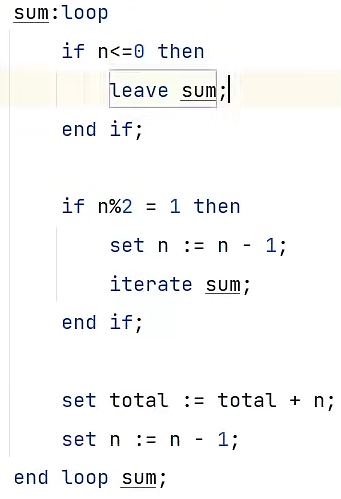 sum:loop
if n<=0 then
leave sum;
end if;
if n%2 = 1 then
set n := n - 1;
iterate sum;
end if;
set total := total + n;
set n := n - 1;
end loop sum;